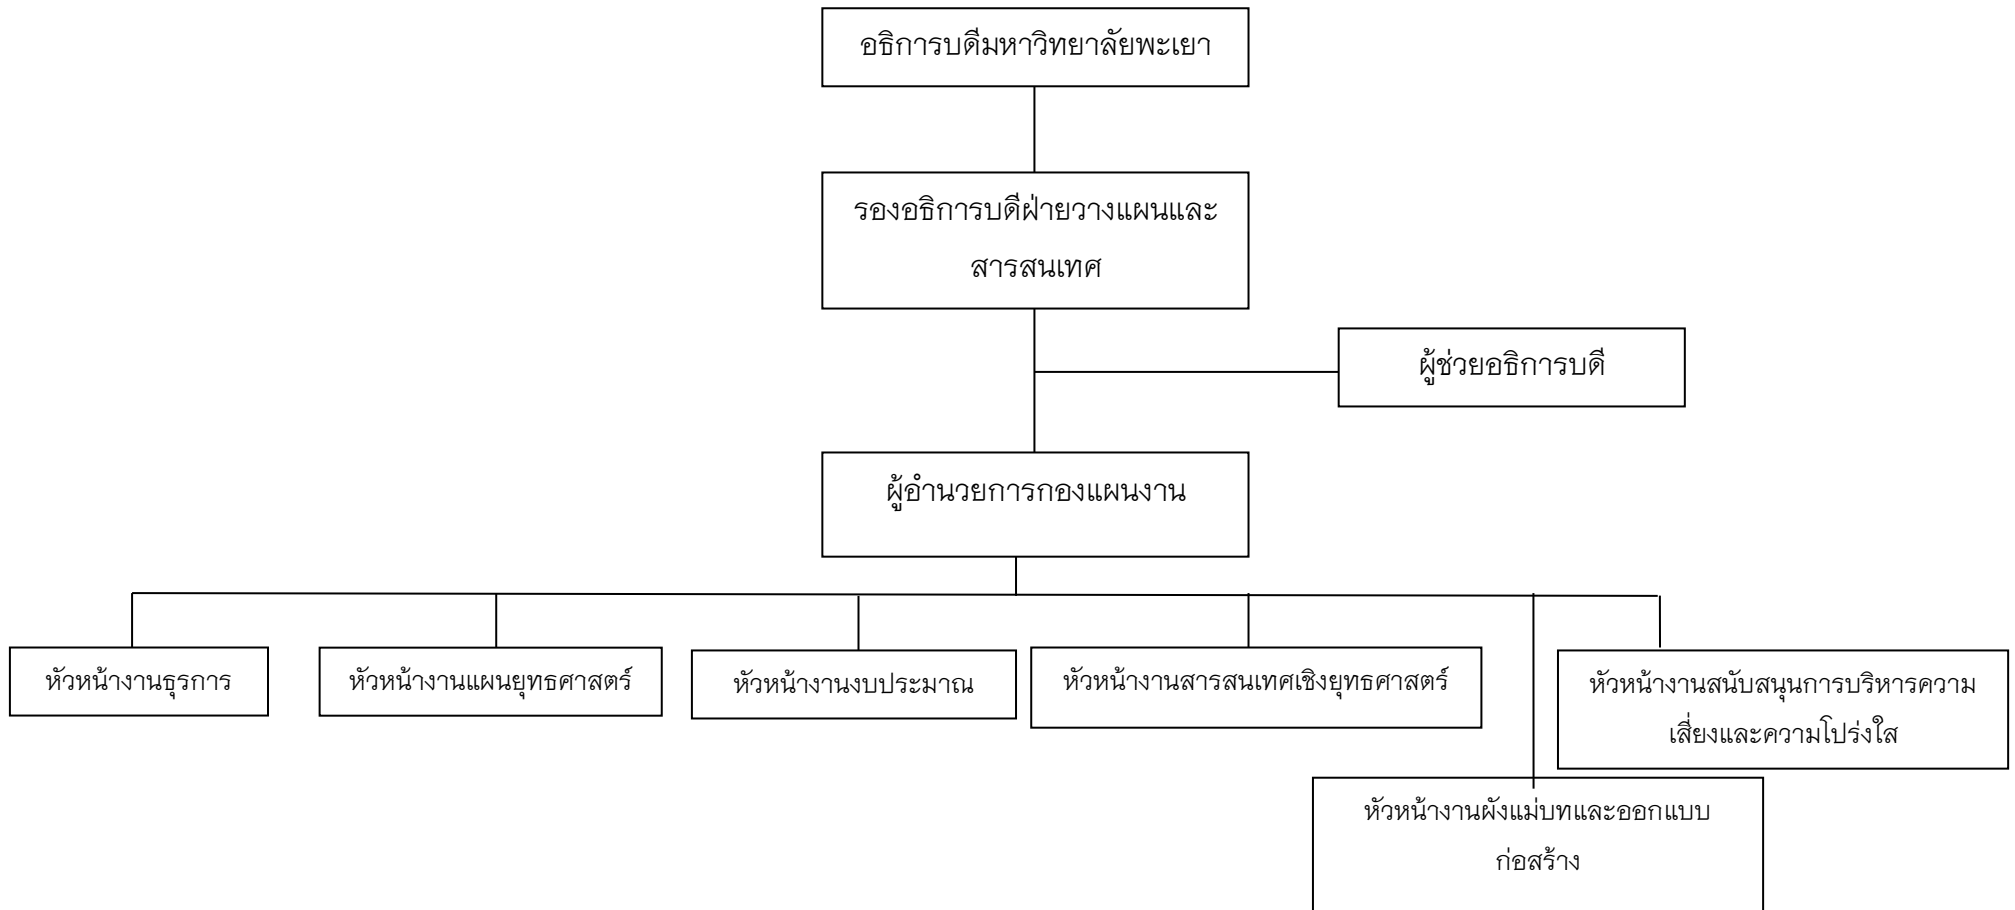 อธิการบดีมหาวิทยาลัยพะเยา
รองอธิการบดีฝ่ายวางแผนและ
สารสนเทศ
ผู้ช่วยอธิการบดี
ผู้อำนวยการกองแผนงาน
หัวหน้างานธุรการ
หัวหน้างานแผนยุทธศาสตร์
หัวหน้างานงบประมาณ
หัวหน้างานสารสนเทศเชิงยุทธศาสตร์
หัวหน้างานสนับสนุนการบริหารความ
เสี่ยงและความโปร่งใส
หัวหน้างานผังแม่บทและออกแบบ
ก่อสร้าง